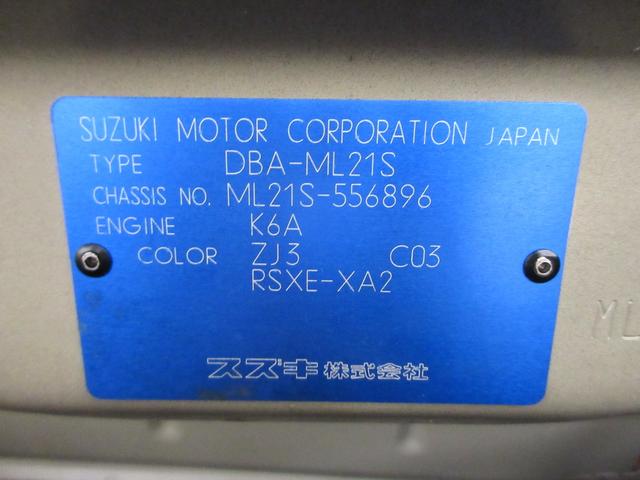 SUZUKI MOTOR CORPORATION JAPAN
TYPE DBA-ML21S
CHASSIS NO. ML21S-556896
ENGINE K6A
COLOR ZJ3 C03
RSXE-XA2
スズキ株式会社
ML